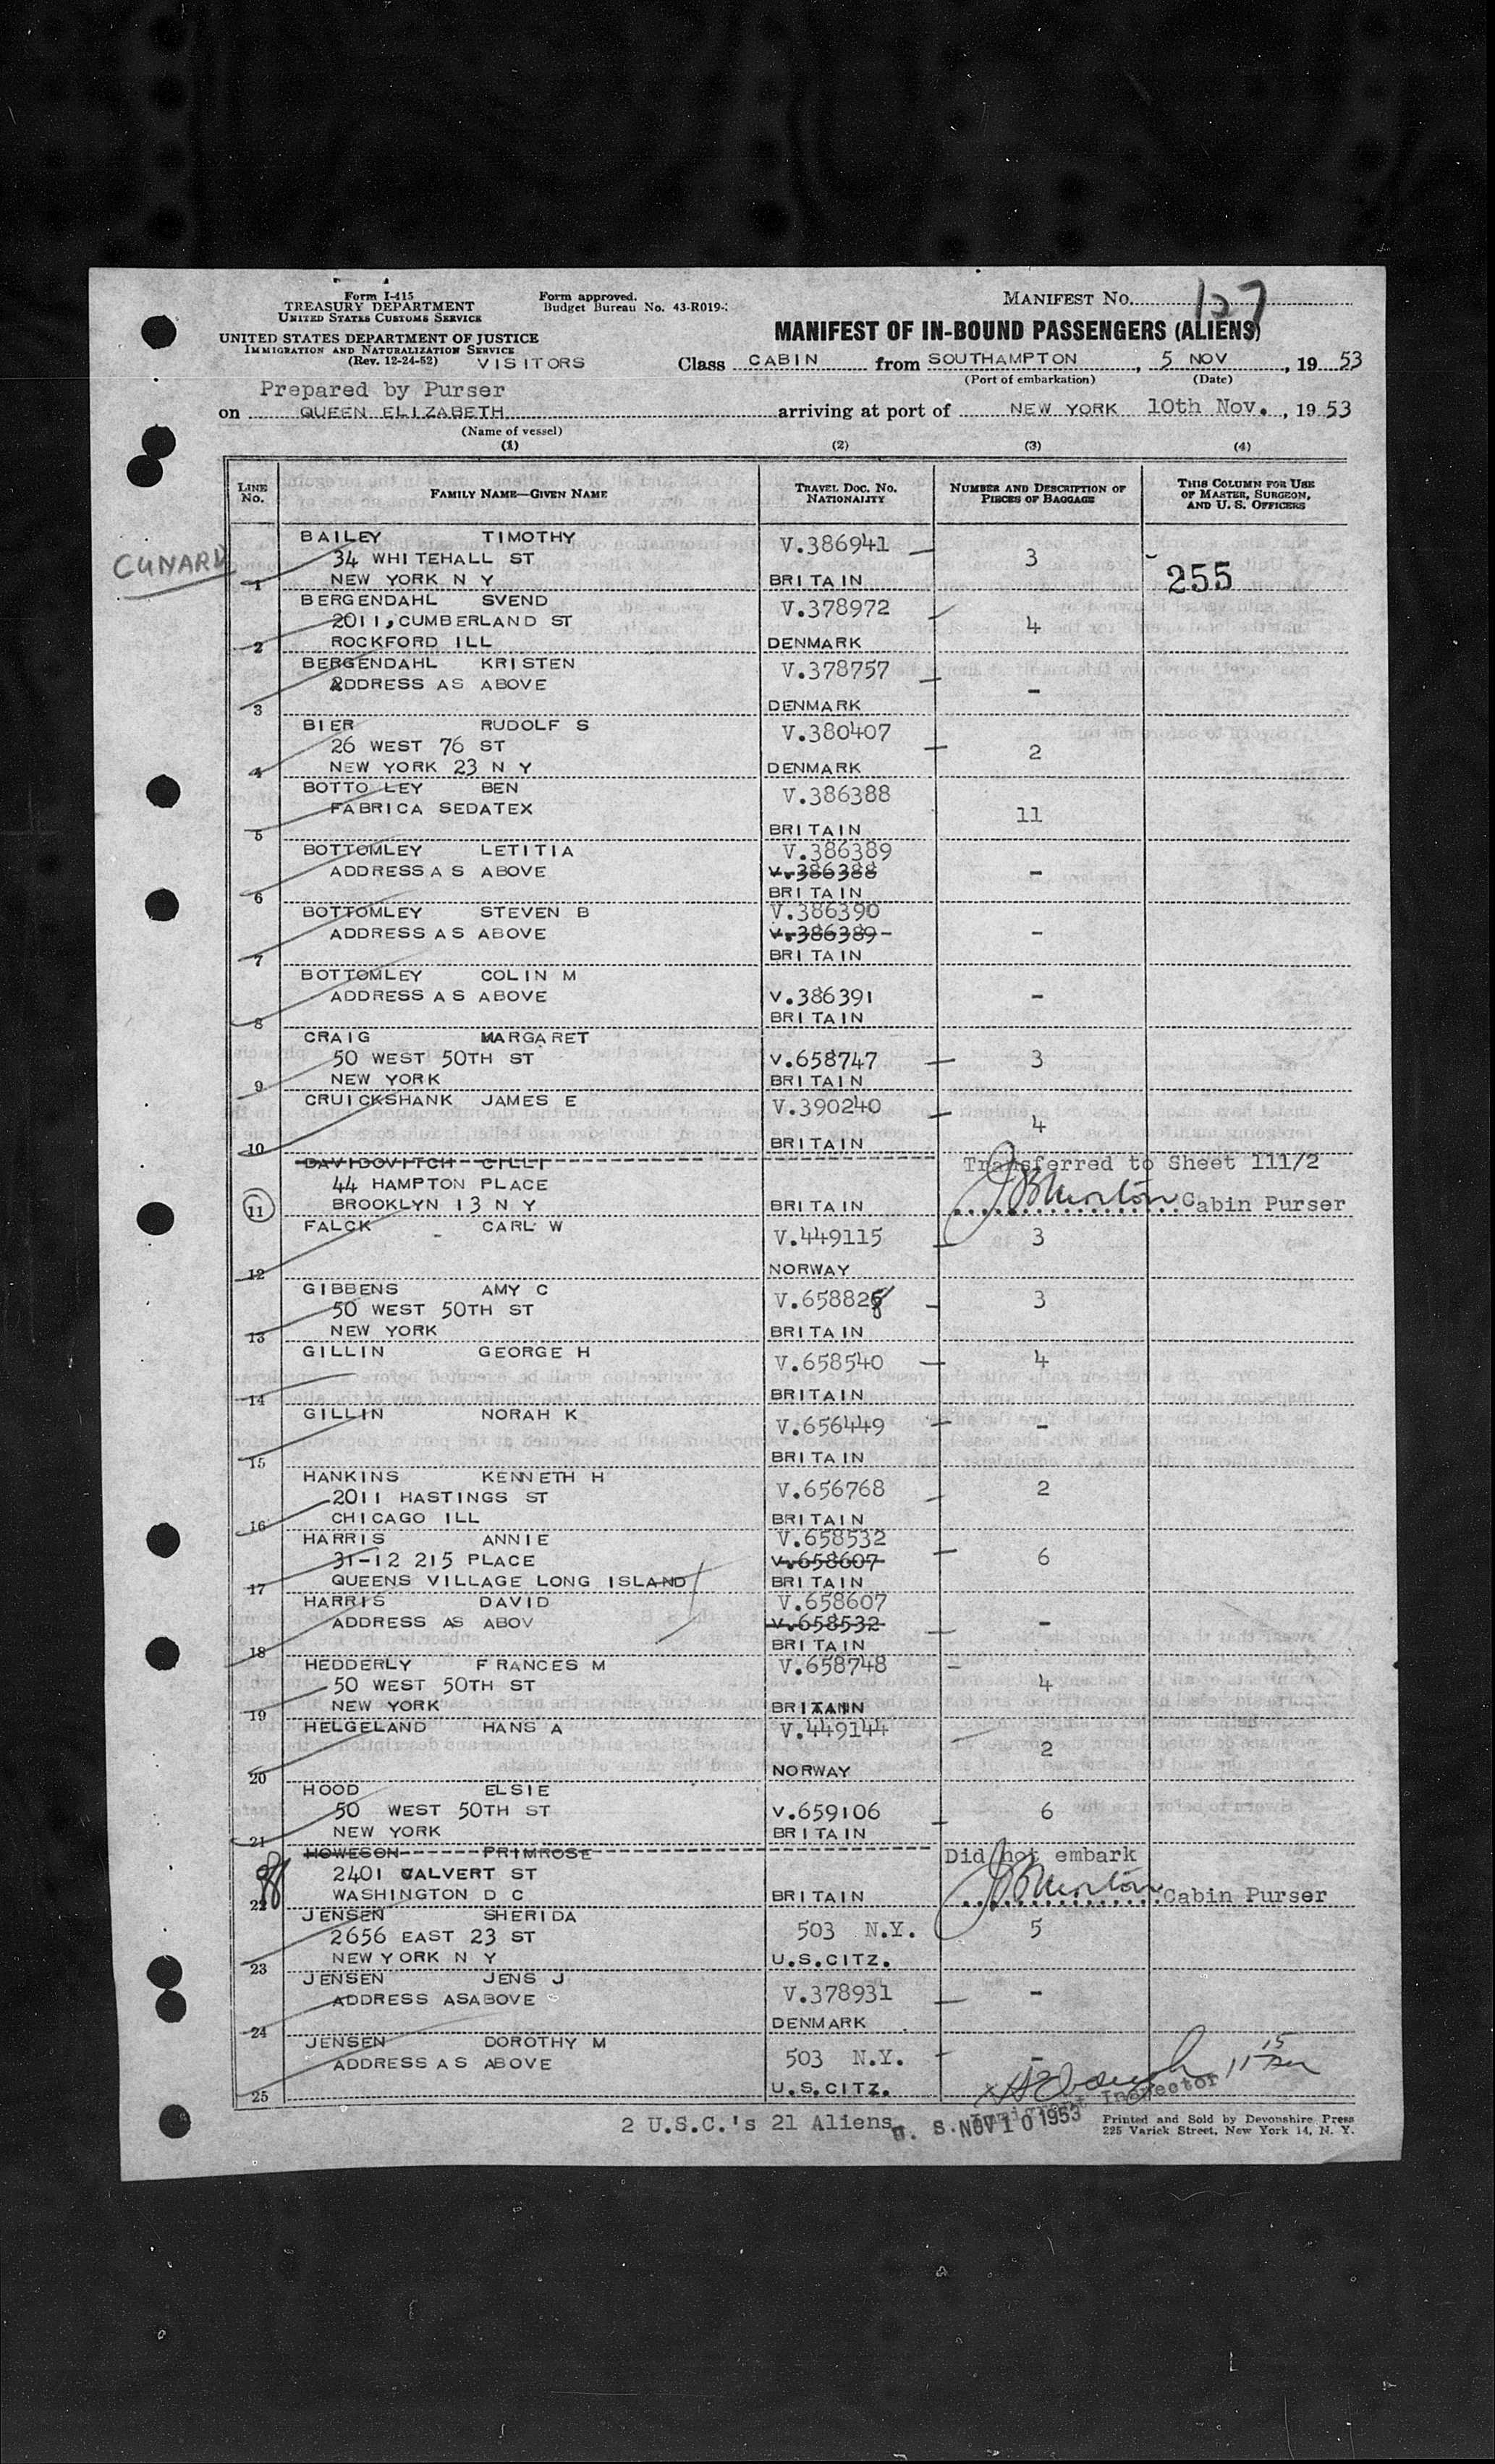 Form I-415
TREASURY DEPARTMENT
UNITED STATES CUSTOMS SERVICE
UNITED STATES DEPARTMENT OF JUSTICE
IMMIGRATION AND NATURALIZATION SERVICE
(Rev. 12-24-52) VISITORS
Form approved.
Budget Bureau No. 43-R019-
MANIFEST No. 127
MANIFEST OF IN-BOUND PASSENGERS (ALIENS)
Class CABIN from SOUTHAMPTON, 5 NOV, 19 53
(Port of embarkation) (Date)
Prepared by Purser
on QUEEN ELIZABETH arriving at port of NEW YORK 10th Nov., 19 53
(Name of vessel)
(1) (2) (3) (4)
LINE No. FAMILY NAME—GIVEN NAME TRAVEL DOC. No. NATIONALITY NUMBER AND DESCRIPTION OF PIECES OF BAGGAGE THIS COLUMN FOR USE OF MASTER, SURGEON, AND U. S. OFFICERS
CUNARD
BAILEY TIMOTHY V.386941 — 3
34 WHITEHALL ST 255
1 NEW YORK N Y BRITAIN
BERGENDAHL SVEND V.378972
2011,CUMBERLAND ST 4
2 ROCKFORD ILL DENMARK
BERGENDAHL KRISTEN V.378757
ADDRESS AS ABOVE -
3 DENMARK
BIER RUDOLF S V.380407
26 WEST 76 ST 2
4 NEW YORK 23 N Y DENMARK
BOTTO LEY BEN V.386388
FABRICA SEDATEX 11
5 BRITAIN
BOTTOMLEY LETITIA V.386389
ADDRESS AS ABOVE V.386388 -
6 BRITAIN
BOTTOMLEY STEVEN B V.386390
ADDRESS AS ABOVE V.386389 -
7 BRITAIN
BOTTOMLEY COLIN M
ADDRESS AS ABOVE V.386391 -
8 BRITAIN
CRAIG MARGARET
50 WEST 50TH ST V.658747 — 3
9 NEW YORK BRITAIN
CRUICKSHANK JAMES E V.390240 — 4
10 BRITAIN
DAVIDOVITCH CILLI Transferred to Sheet 111/2
44 HAMPTON PLACE
11 BROOKLYN 13 N Y BRITAIN Cabin Purser
FALCK CARL W V.449115 — 3
12 NORWAY
GIBBENS AMY C V.658828 — 3
50 WEST 50TH ST
13 NEW YORK BRITAIN
GILLIN GEORGE H V.658540 — 4
14 BRITAIN
GILLIN NORAH K V.656449 — -
15 BRITAIN
HANKINS KENNETH H V.656768 — 2
2011 HASTINGS ST
16 CHICAGO ILL BRITAIN
HARRIS ANNIE V.658532
31-12 215 PLACE V.658607 — 6
17 QUEENS VILLAGE LONG ISLAND BRITAIN
HARRIS DAVID V.658607
ADDRESS AS ABOV V.658532 — -
18 BRITAIN
HEDDERLY FRANCES M V.658748 —
50 WEST 50TH ST 4
19 NEW YORK BRITAIN
HELGELAND HANS A V.449144
2
20 NORWAY
HOOD ELSIE
50 WEST 50TH ST V.659106 — 6
21 NEW YORK BRITAIN
HOWESON PRIMROSE Did not embark
2401 CALVERT ST
22 WASHINGTON D C BRITAIN Cabin Purser
JENSEN SHERIDA 503 N.Y. 5
2656 EAST 23 ST
23 NEW YORK N Y U.S.CITZ.
JENSEN JENS J V.378931 — -
ADDRESS ASABOVE
24 DENMARK
JENSEN DOROTHY M 503 N.Y. -
ADDRESS AS ABOVE
25 U.S.CITZ.
2 U.S.C.'s 21 Aliens
U. S. Immigrant Inspector
NOV 10 1953
Printed and Sold by Devonshire Press
225 Varick Street, New York 14, N. Y.